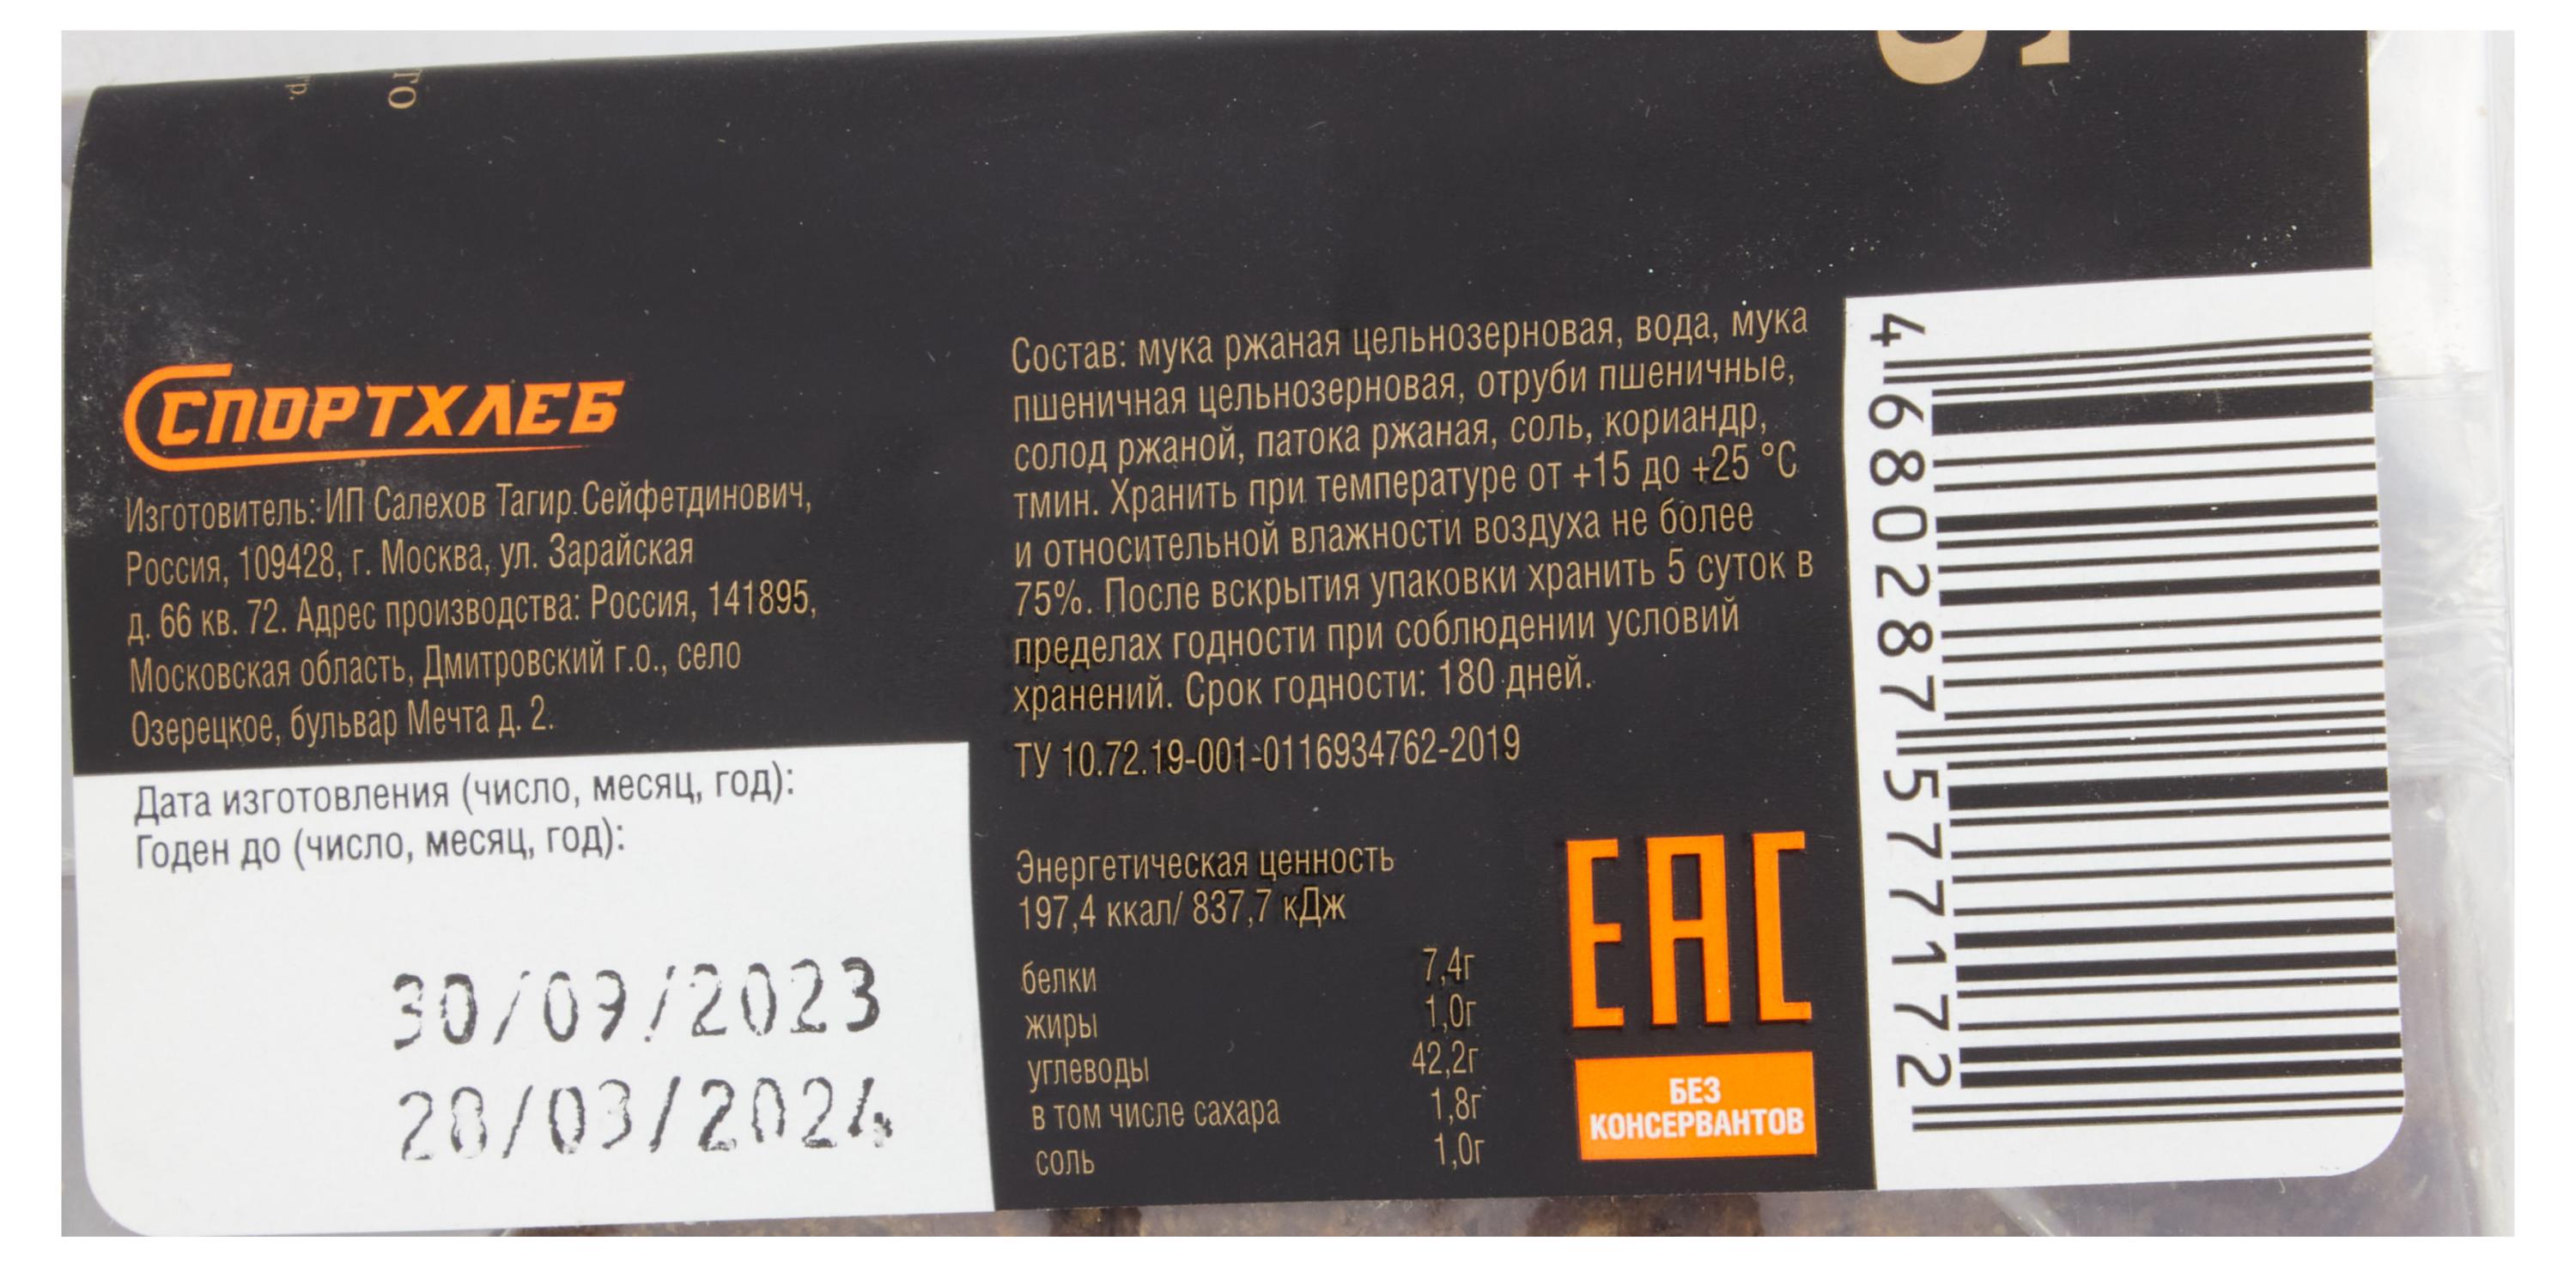 СПОРТХЛЕБ
Изготовитель: ИП Салехов Тагир Сейфетдинович,
Россия, 109428, г. Москва, ул. Зарайская
д. 66 кв. 72. Адрес производства: Россия, 141895,
Московская область, Дмитровский г.о., село
Озерецкое, бульвар Мечта д. 2.
Дата изготовления (число, месяц, год):
Годен до (число, месяц, год):
30/09/2023
28/03/2024
Состав: мука ржаная цельнозерновая, вода, мука
пшеничная цельнозерновая, отруби пшеничные,
солод ржаной, патока ржаная, соль, кориандр,
тмин. Хранить при температуре от +15 до +25 °С
и относительной влажности воздуха не более
75%. После вскрытия упаковки хранить 5 суток в
пределах годности при соблюдении условий
хранений. Срок годности: 180 дней.
ТУ 10.72.19-001-0116934762-2019
Энергетическая ценность
197,4 ккал/ 837,7 кДж
белки 7,4г
жиры 1,0г
углеводы 42,2г
в том числе сахара 1,8г
соль 1,0г
ЕАС
БЕЗ
КОНСЕРВАНТОВ
4 680287 577172